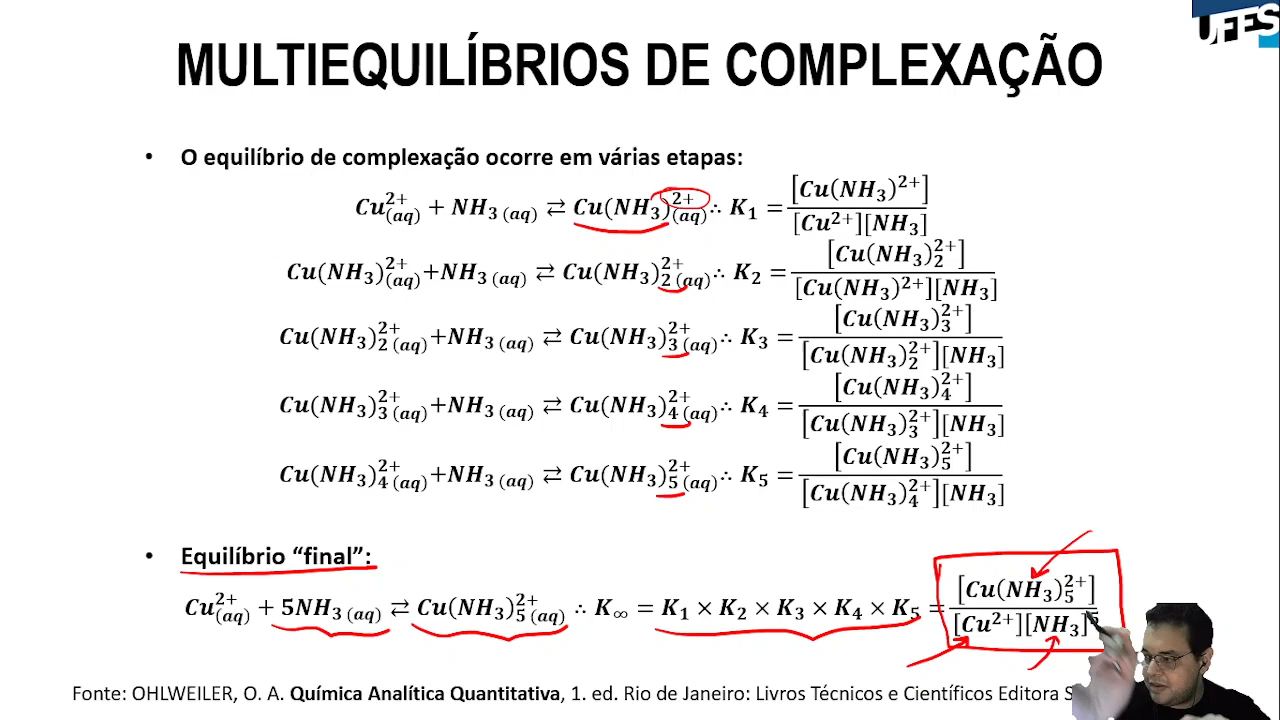 UFES
MULTIEQUILÍBRIOS DE COMPLEXAÇÃO
• O equilíbrio de complexação ocorre em várias etapas:
Cu²⁺₍aq₎ + NH₃ ₍aq₎ ⇄ Cu(NH₃)²⁺₍aq₎ ∴ K₁ = [Cu(NH₃)²⁺] / [Cu²⁺][NH₃]
Cu(NH₃)²⁺₍aq₎ + NH₃ ₍aq₎ ⇄ Cu(NH₃)₂²⁺₍aq₎ ∴ K₂ = [Cu(NH₃)₂²⁺] / [Cu(NH₃)²⁺][NH₃]
Cu(NH₃)₂²⁺₍aq₎ + NH₃ ₍aq₎ ⇄ Cu(NH₃)₃²⁺₍aq₎ ∴ K₃ = [Cu(NH₃)₃²⁺] / [Cu(NH₃)₂²⁺][NH₃]
Cu(NH₃)₃²⁺₍aq₎ + NH₃ ₍aq₎ ⇄ Cu(NH₃)₄²⁺₍aq₎ ∴ K₄ = [Cu(NH₃)₄²⁺] / [Cu(NH₃)₃²⁺][NH₃]
Cu(NH₃)₄²⁺₍aq₎ + NH₃ ₍aq₎ ⇄ Cu(NH₃)₅²⁺₍aq₎ ∴ K₅ = [Cu(NH₃)₅²⁺] / [Cu(NH₃)₄²⁺][NH₃]
• Equilíbrio “final”:
Cu²⁺₍aq₎ + 5NH₃ ₍aq₎ ⇄ Cu(NH₃)₅²⁺₍aq₎ ∴ K∞ = K₁ × K₂ × K₃ × K₄ × K₅ = [Cu(NH₃)₅²⁺] / [Cu²⁺][NH₃]⁵
Fonte: OHLWEILER, O. A. Química Analítica Quantitativa, 1. ed. Rio de Janeiro: Livros Técnicos e Científicos Editora